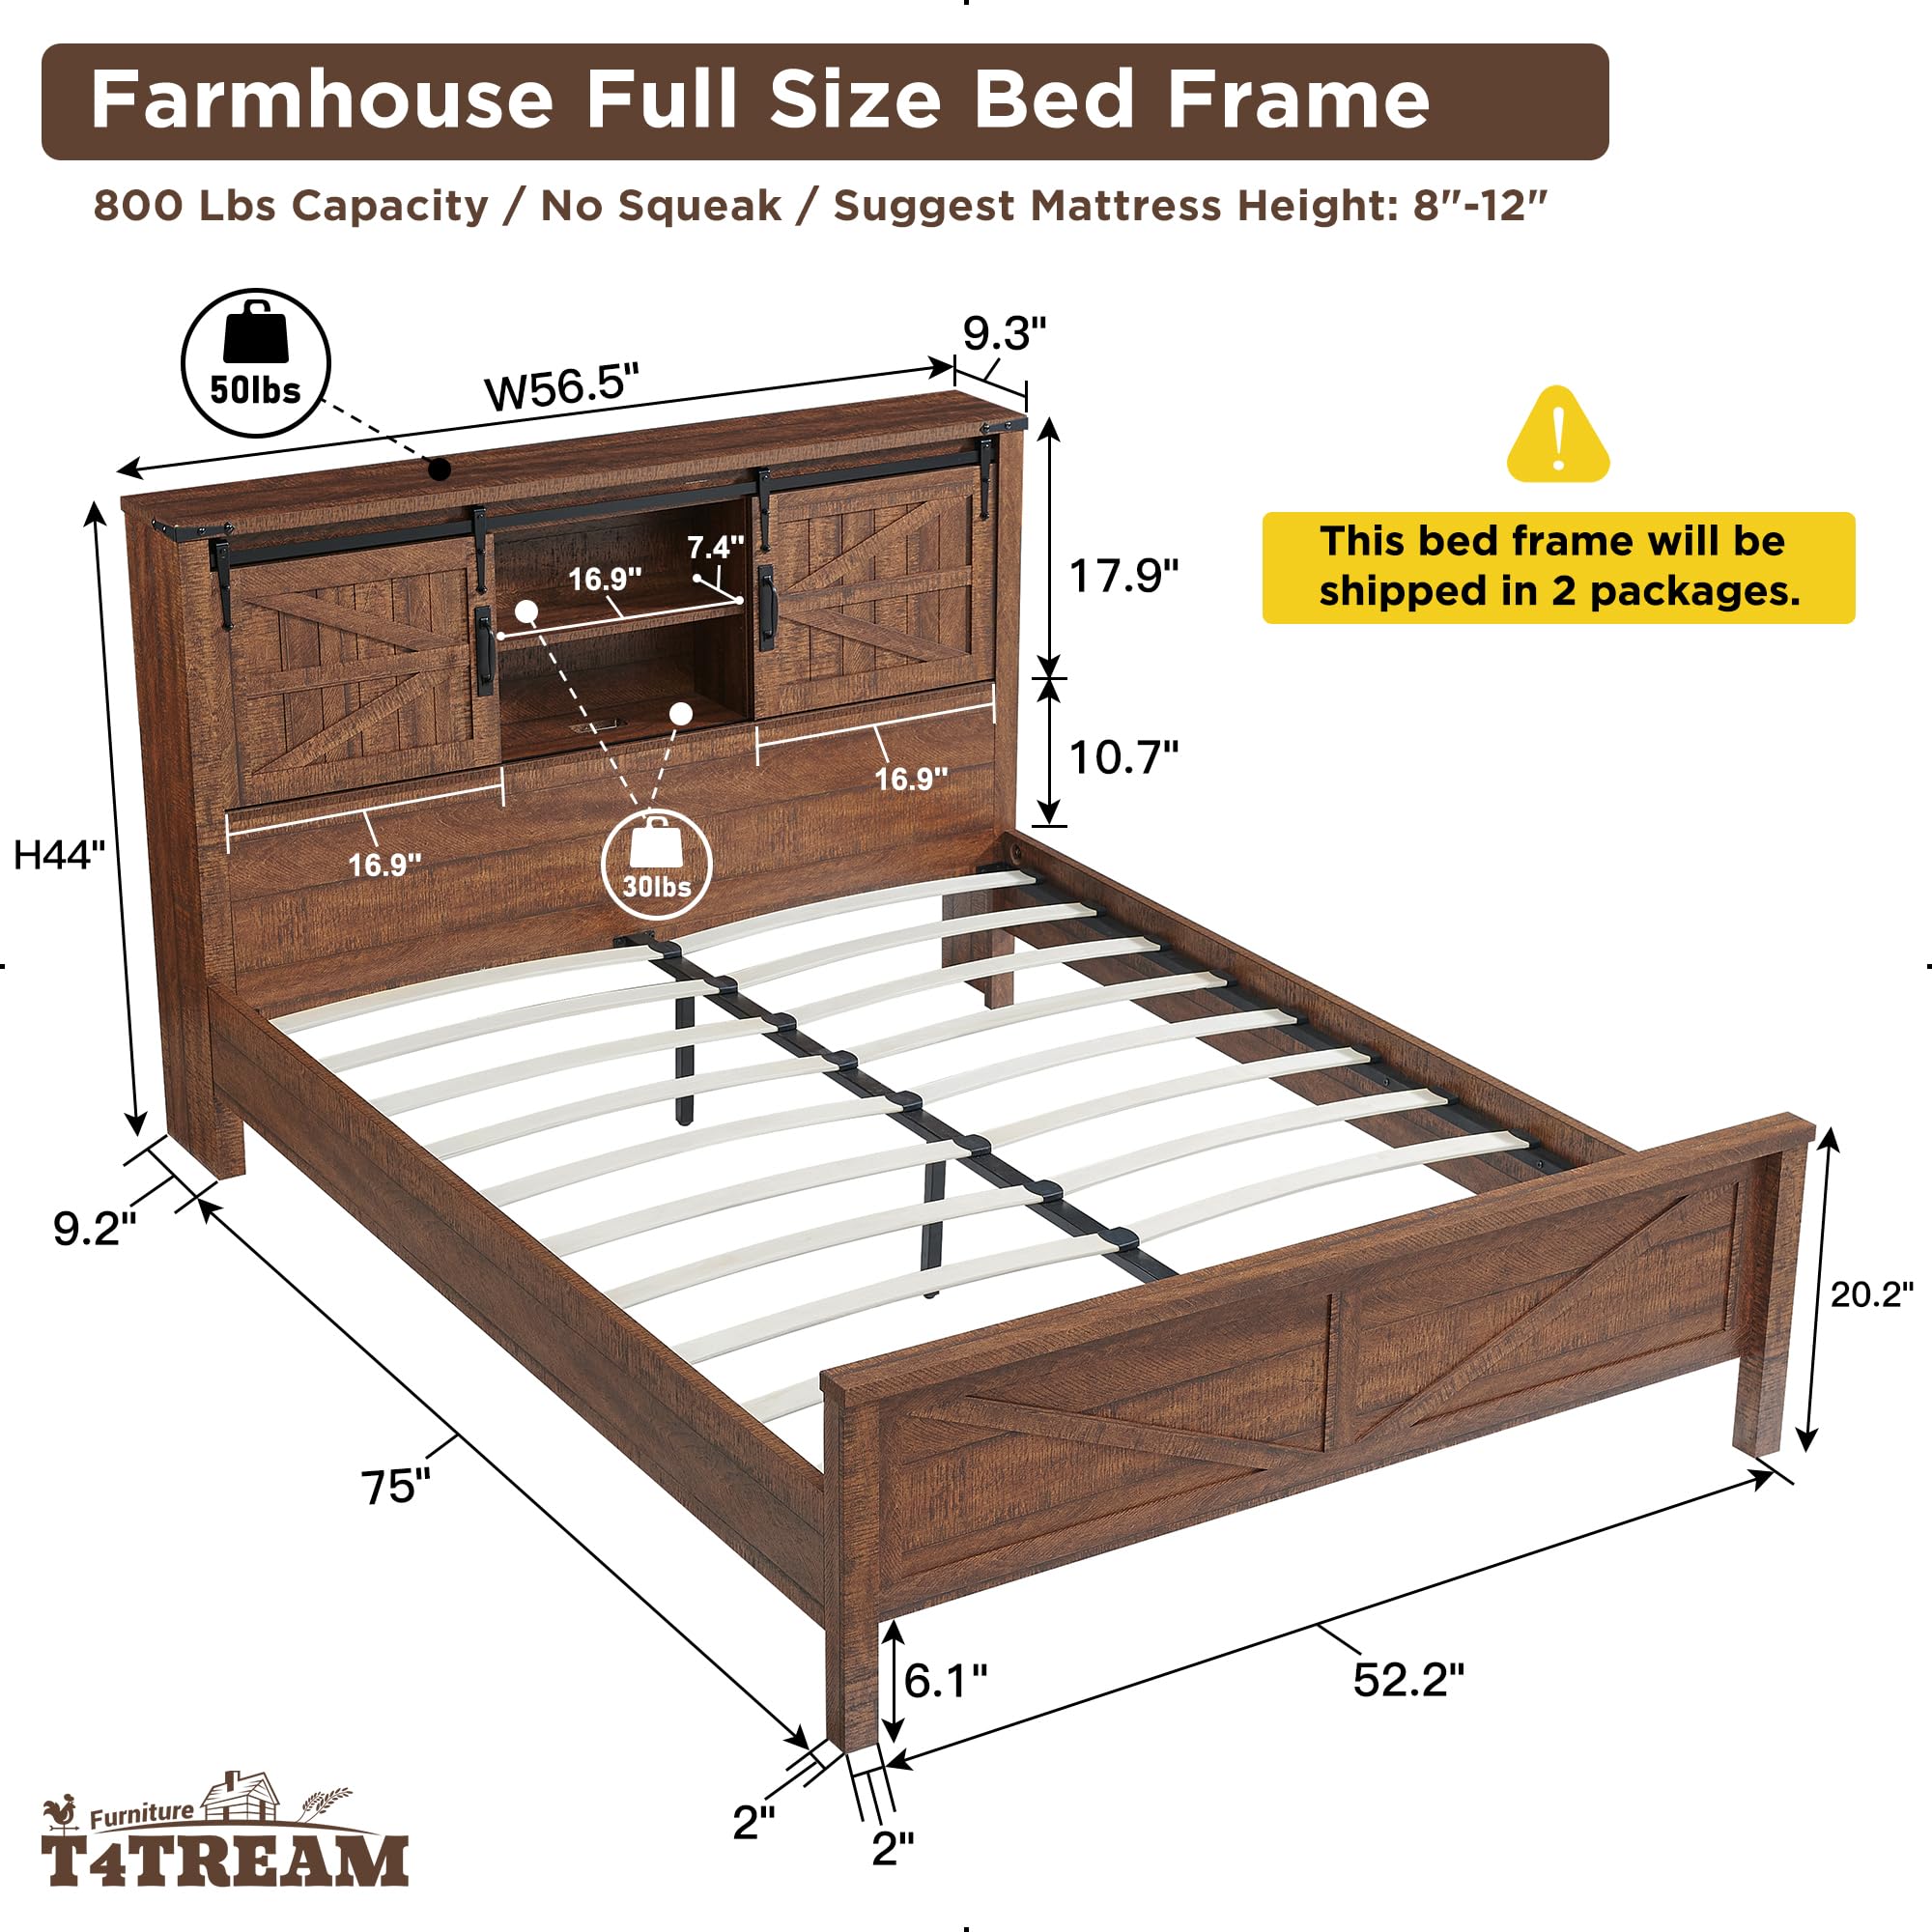 Farmhouse Full Size Bed Frame
800 Lbs Capacity / No Squeak / Suggest Mattress Height: 8"-12"
50lbs
W56.5"
9.3"
This bed frame will be
shipped in 2 packages.
7.4"
16.9"
17.9"
10.7"
16.9"
16.9"
30lbs
H44"
9.2"
20.2"
75"
6.1"
52.2"
2"
2"
Furniture
T4TREAM